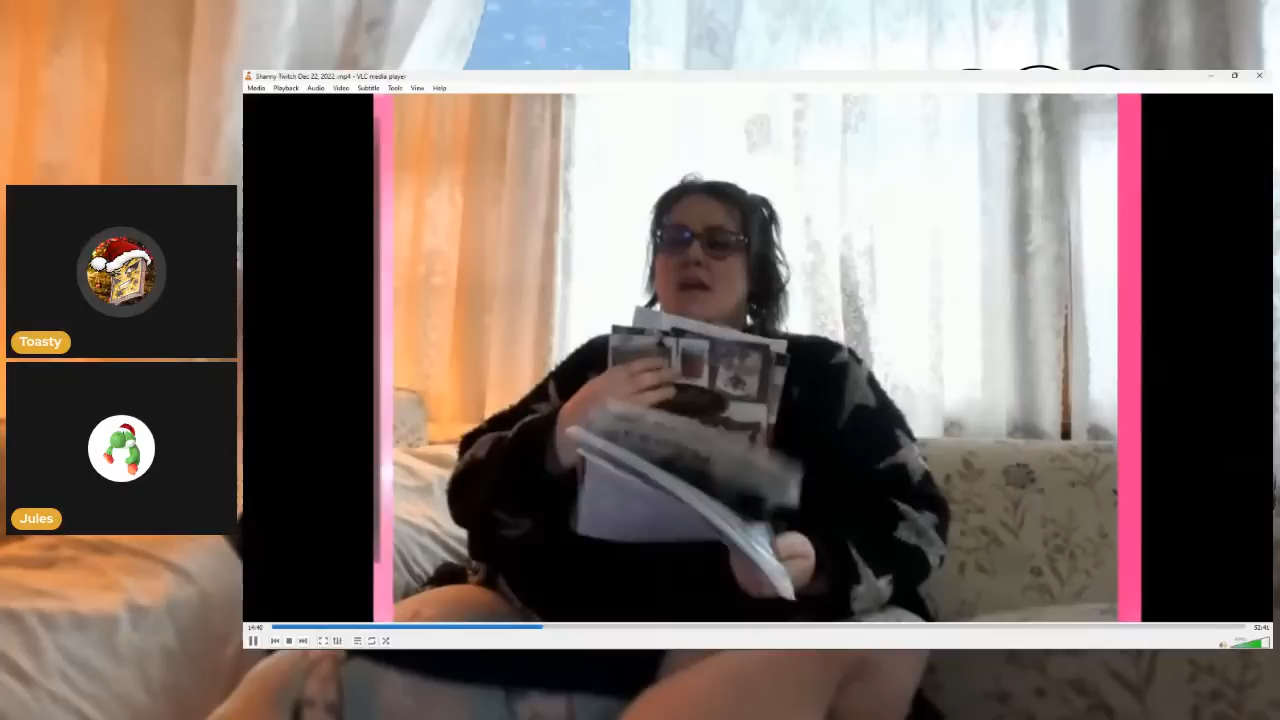 Shanny Twitch Dec 22, 2022 .mp4 - VLC media player
Media Playback Audio Video Subtitle Tools View Help
Toasty
Jules
14:40
52:41